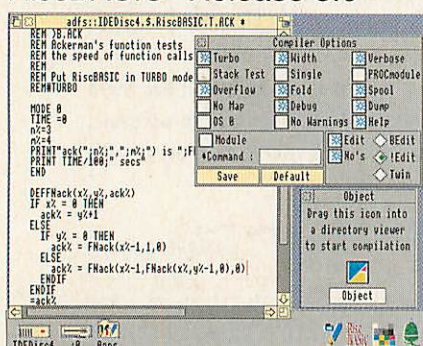 adfs::IDEDisc4.$.RiscBASIC.T.ACK *
REM >B.ACK
REM Ackerman's function tests
REM the speed of function calls
REM
REM Put RiscBASIC in TURBO mode
REM#TURBO
MODE 0
TIME =0
n%=3
m%=4
PRINT"ack(";n%;",";m%;") is ";F
PRINT TIME/100;" secs"
END
DEFFNack(x%,y%,ack%)
IF x% = 0 THEN
ack% = y%+1
ELSE
IF y% = 0 THEN
ack% = FNack(x%-1,1,0)
ELSE
ack% = FNack(x%-1,FNack(x%,y%-1,0),0)
ENDIF
ENDIF
=ack%
Compiler Options
Turbo
Width
Verbose
Stack Test
Single
PROCmodule
Overflow
Fold
Spool
No Map
Debug
Dump
OS 0
No Warnings
Help
Module
Edit
BEdit
*Command :
No's
!Edit
Save
Default
Twin
Object
Drag this icon into
a directory viewer
to start compilation
Object
IDEDisc4
:0
Apps
Risc
BASIC